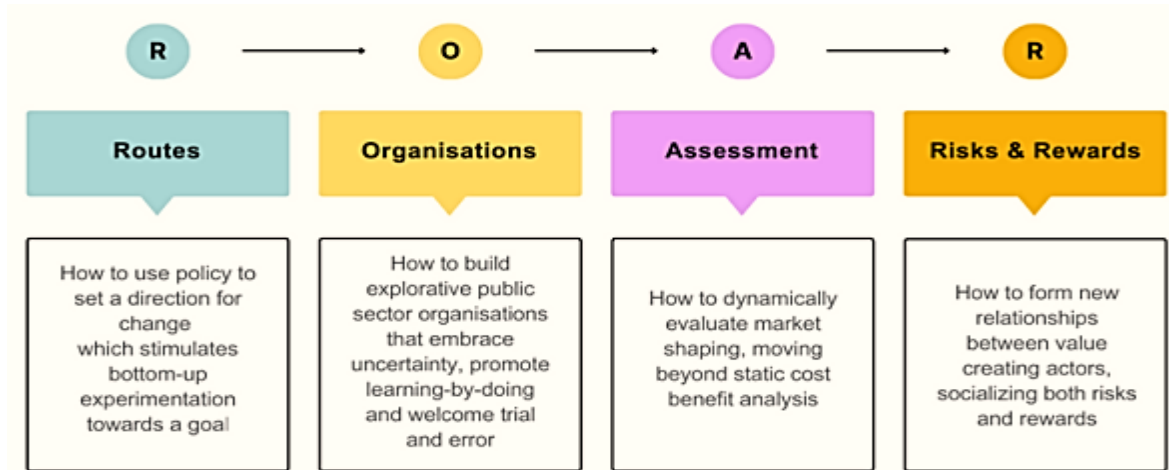 R
O
A
R
Routes
Organisations
Assessment
Risks & Rewards
How to use policy to
set a direction for
change
which stimulates
bottom-up
experimentation
towards a goal
How to build
explorative public
sector organisations
that embrace
uncertainty, promote
learning-by-doing
and welcome trial
and error
How to dynamically
evaluate market
shaping, moving
beyond static cost
benefit analysis
How to form new
relationships
between value
creating actors,
socializing both risks
and rewards